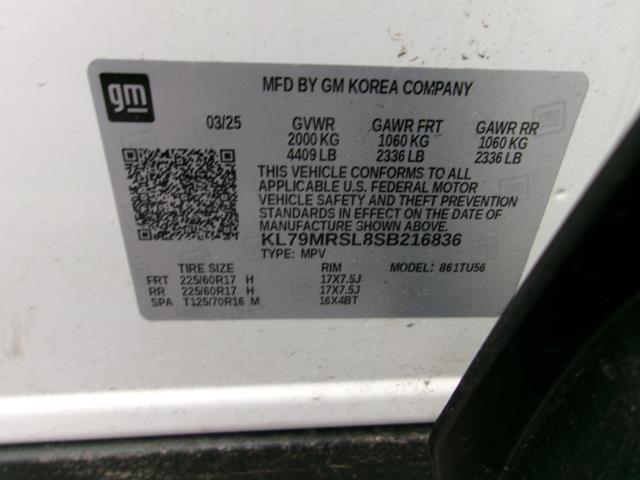 gm
MFD BY GM KOREA COMPANY
03/25 GVWR GAWR FRT GAWR RR
2000 KG 1060 KG 1060 KG
4409 LB 2336 LB 2336 LB
THIS VEHICLE CONFORMS TO ALL
APPLICABLE U.S. FEDERAL MOTOR
VEHICLE SAFETY AND THEFT PREVENTION
STANDARDS IN EFFECT ON THE DATE OF
MANUFACTURE SHOWN ABOVE.
KL79MRSL8SB216836
TYPE: MPV MODEL: 861TU56
TIRE SIZE RIM
FRT 225/60R17 H 17X7.5J
RR 225/60R17 H 17X7.5J
SPA T125/70R16 M 16X4BT